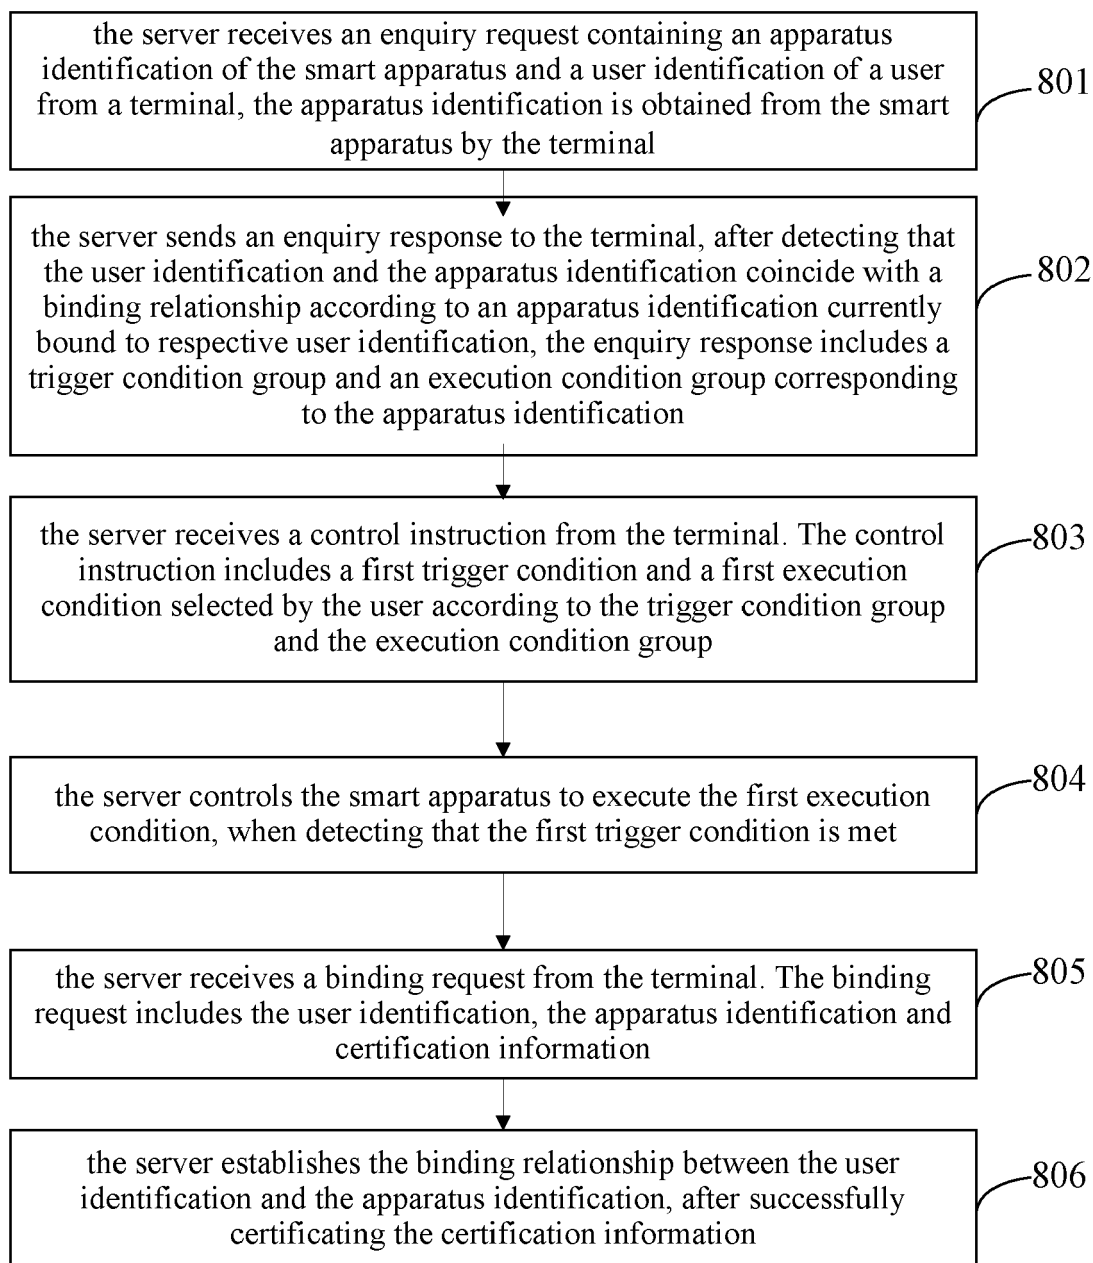 the server receives an enquiry request containing an apparatus
identification of the smart apparatus and a user identification of a user
from a terminal, the apparatus identification is obtained from the smart
apparatus by the terminal
801
the server sends an enquiry response to the terminal, after detecting that
the user identification and the apparatus identification coincide with a
binding relationship according to an apparatus identification currently
bound to respective user identification, the enquiry response includes a
trigger condition group and an execution condition group corresponding
to the apparatus identification
802
the server receives a control instruction from the terminal. The control
instruction includes a first trigger condition and a first execution
condition selected by the user according to the trigger condition group
and the execution condition group
803
the server controls the smart apparatus to execute the first execution
condition, when detecting that the first trigger condition is met
804
the server receives a binding request from the terminal. The binding
request includes the user identification, the apparatus identification and
certification information
805
the server establishes the binding relationship between the user
identification and the apparatus identification, after successfully
certificating the certification information
806